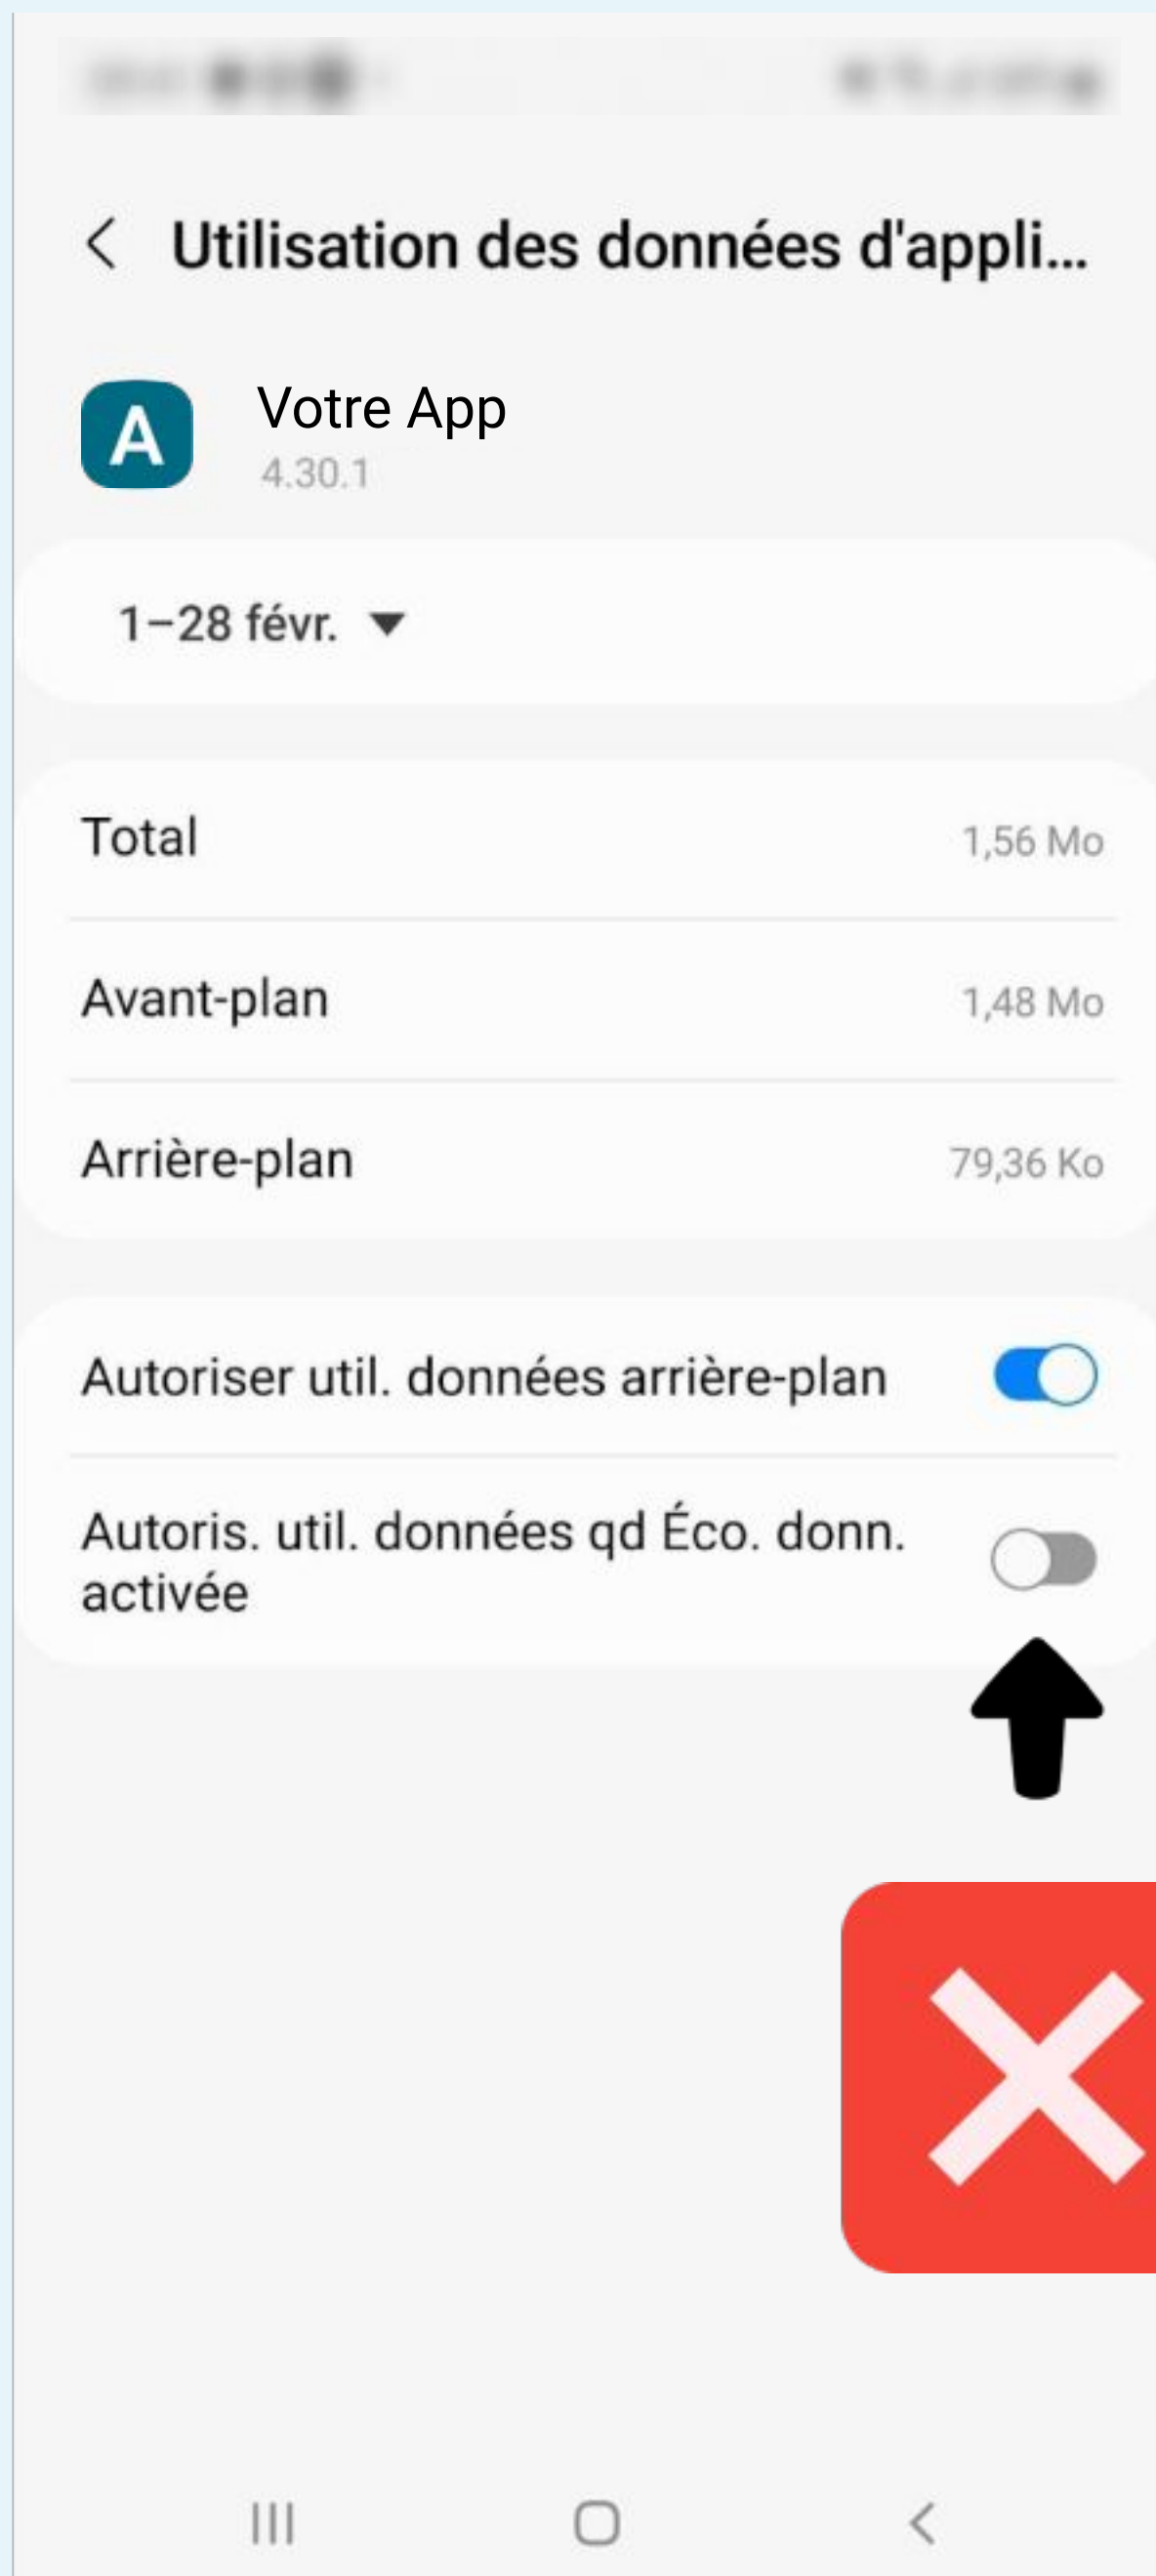 Utilisation des données d'appli...
A
Votre App
4.30.1
1–28 févr.
Total
1,56 Mo
Avant-plan
1,48 Mo
Arrière-plan
79,36 Ko
Autoriser util. données arrière-plan
Autoris. util. données qd Éco. donn.
activée